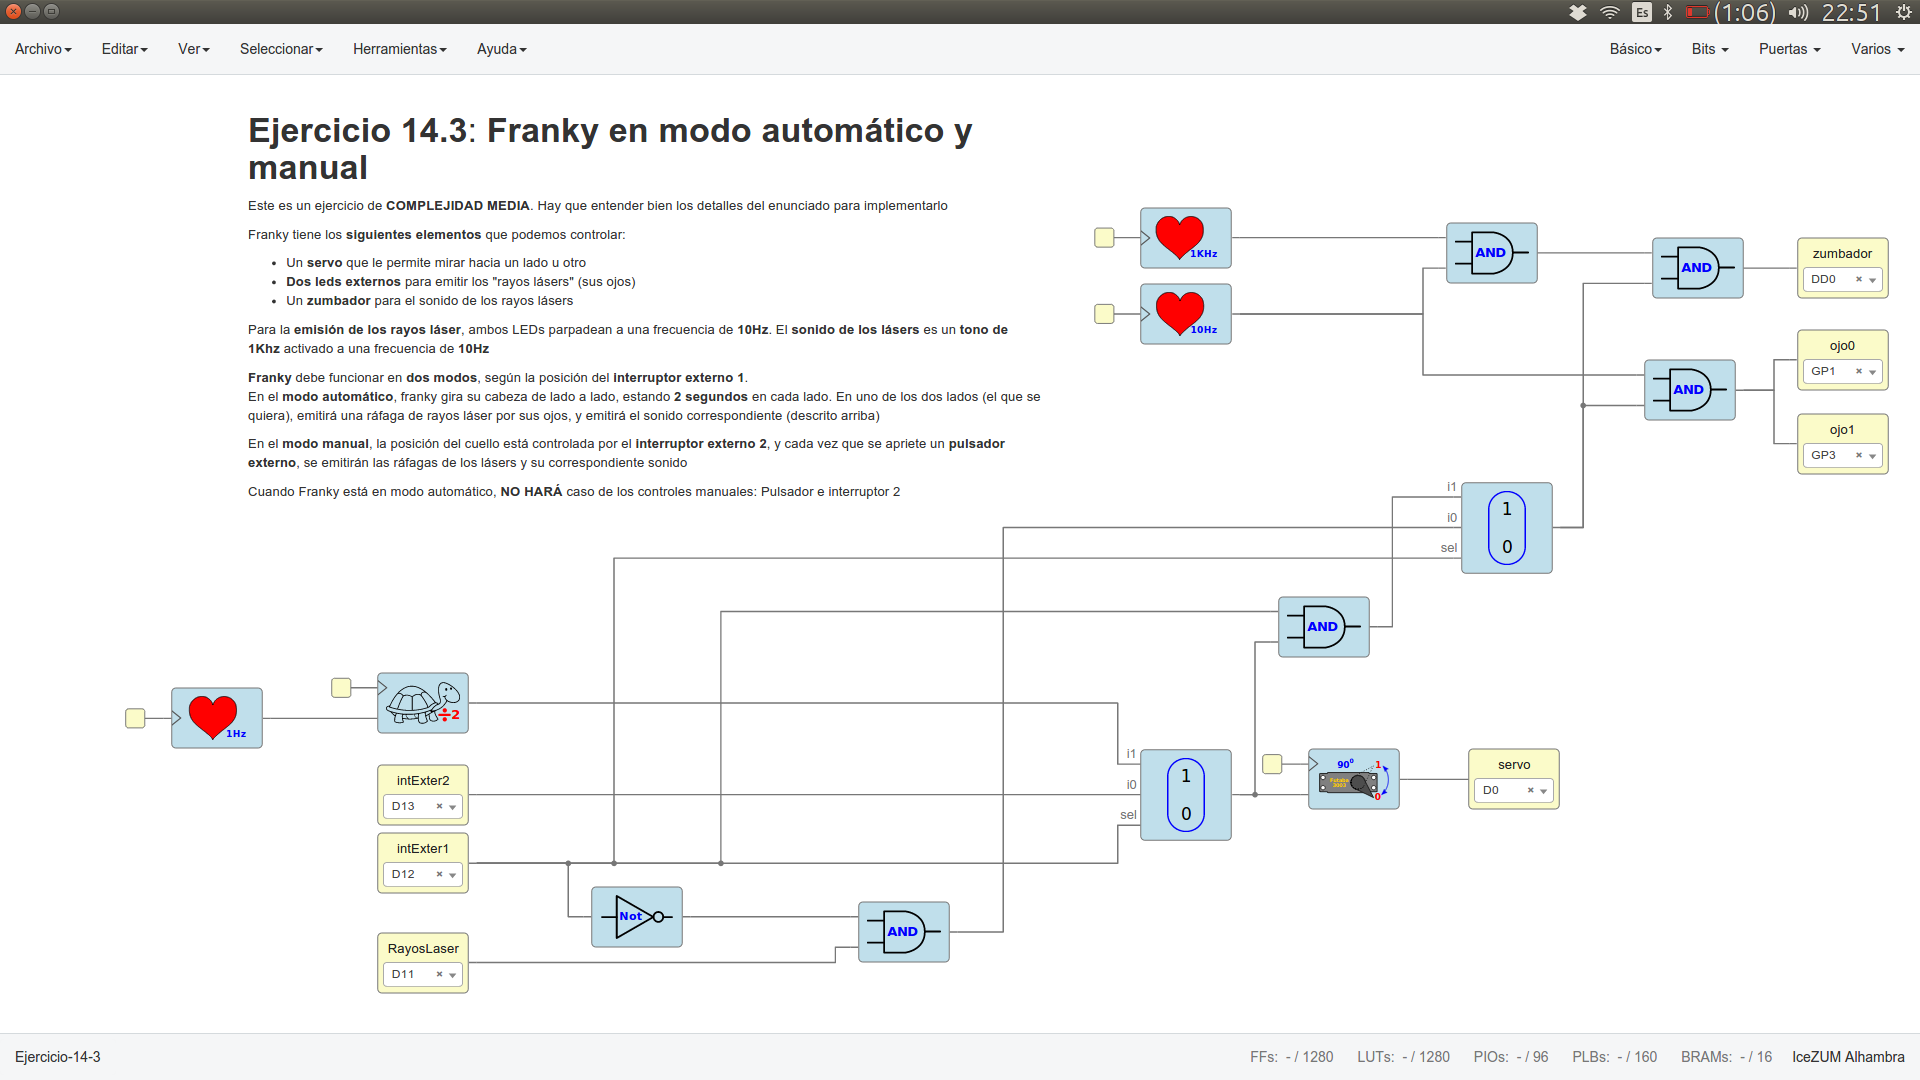 Es (1:06) 22:51
Archivo Editar Ver Seleccionar Herramientas Ayuda Básico Bits Puertas Varios
Ejercicio 14.3: Franky en modo automático y
manual
Este es un ejercicio de COMPLEJIDAD MEDIA. Hay que entender bien los detalles del enunciado para implementarlo
Franky tiene los siguientes elementos que podemos controlar:
• Un servo que le permite mirar hacia un lado u otro
• Dos leds externos para emitir los "rayos lásers" (sus ojos)
• Un zumbador para el sonido de los rayos lásers
Para la emisión de los rayos láser, ambos LEDs parpadean a una frecuencia de 10Hz. El sonido de los lásers es un tono de
1Khz activado a una frecuencia de 10Hz
Franky debe funcionar en dos modos, según la posición del interruptor externo 1.
En el modo automático, franky gira su cabeza de lado a lado, estando 2 segundos en cada lado. En uno de los dos lados (el que se
quiera), emitirá una ráfaga de rayos láser por sus ojos, y emitirá el sonido correspondiente (descrito arriba)
En el modo manual, la posición del cuello está controlada por el interruptor externo 2, y cada vez que se apriete un pulsador
externo, se emitirán las ráfagas de los lásers y su correspondiente sonido
Cuando Franky está en modo automático, NO HARÁ caso de los controles manuales: Pulsador e interruptor 2
1KHz
10Hz
AND
AND
zumbador
DD0
AND
ojo0
GP1
ojo1
GP3
i1
i0
sel
1
0
AND
1Hz
÷2
intExter2
D13
intExter1
D12
i1
i0
sel
1
0
90⁰
1
Futaba
3003
0
servo
D0
Not
AND
RayosLaser
D11
Ejercicio-14-3 FFs: - / 1280 LUTs: - / 1280 PIOs: - / 96 PLBs: - / 160 BRAMs: - / 16 IceZUM Alhambra